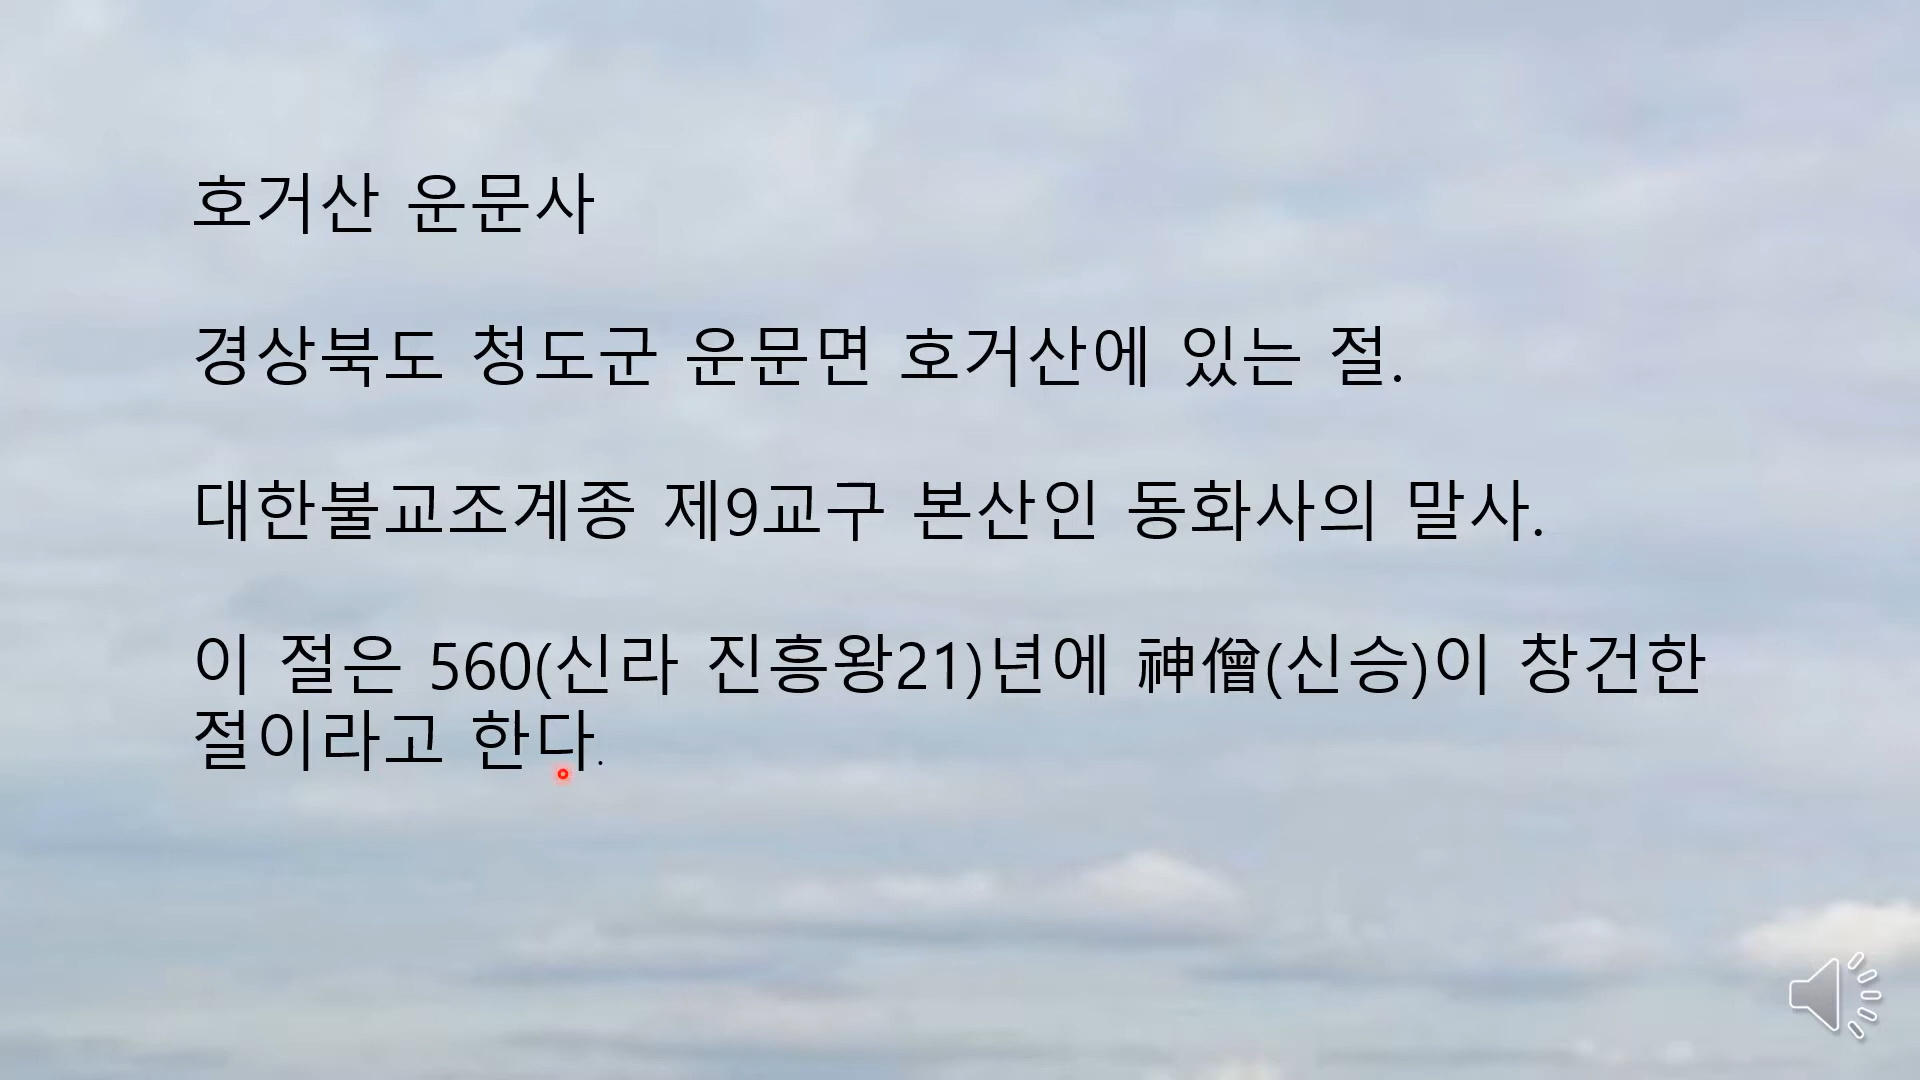 호거산 운문사
경상북도 청도군 운문면 호거산에 있는 절.
대한불교조계종 제9교구 본산인 동화사의 말사.
이 절은 560(신라 진흥왕21)년에 神僧(신승)이 창건한
절이라고 한다.